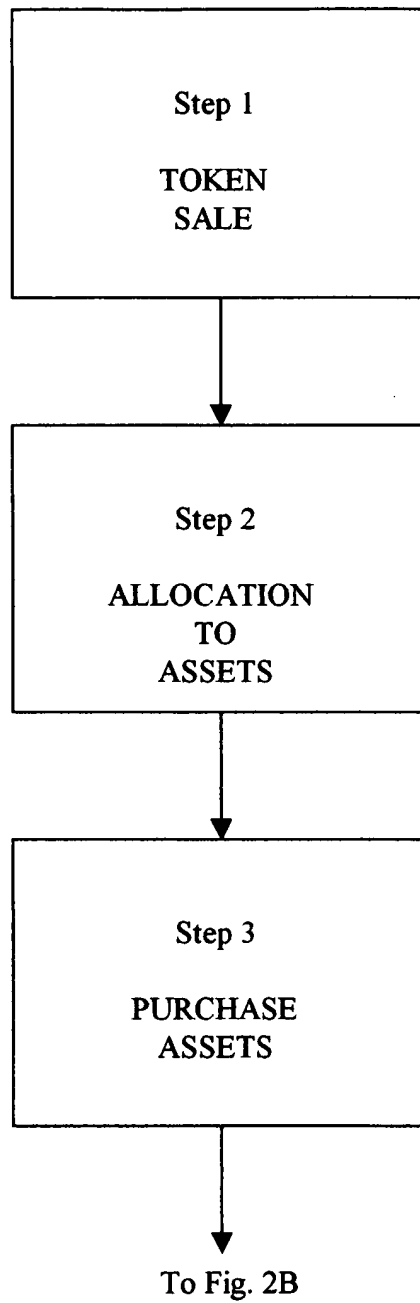 Step 1
TOKEN
SALE
Step 2
ALLOCATION
TO
ASSETS
Step 3
PURCHASE
ASSETS
To Fig. 2B